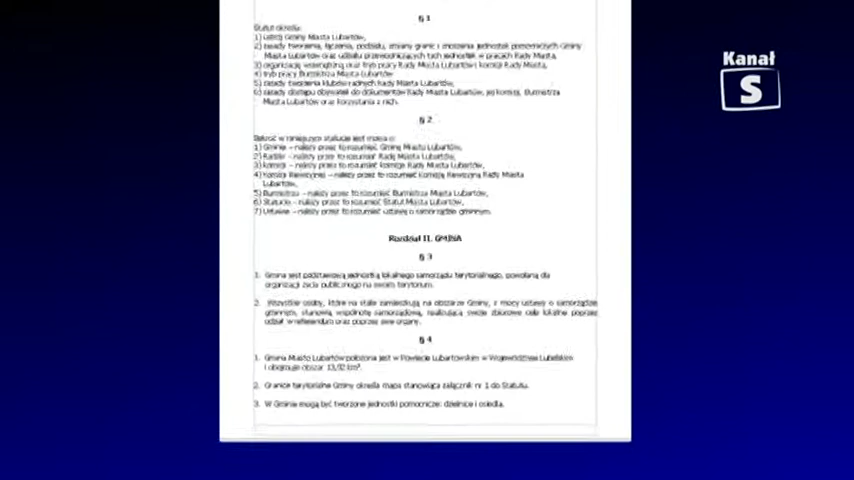 § 1
Statut określa:
1) ustrój Gminy Miasta Lubartów,
2) zasady tworzenia, łączenia, podziału, zmiany granic i znoszenia jednostek pomocniczych Gminy
Miasta Lubartów oraz udziału przewodniczących tych jednostek w pracach Rady Miasta,
3) organizację wewnętrzną oraz tryb pracy Rady Miasta Lubartów i komisji Rady Miasta,
4) tryb pracy Burmistrza Miasta Lubartów
5) zasady tworzenia klubów radnych Rady Miasta Lubartów,
6) zasady dostępu obywateli do dokumentów Rady Miasta Lubartów, jej komisji, Burmistrza
Miasta Lubartów oraz korzystania z nich.
§ 2
Ilekroć w niniejszym statucie jest mowa o:
1) Gminie – należy przez to rozumieć Gminę Miasto Lubartów,
2) Radzie – należy przez to rozumieć Radę Miasta Lubartów,
3) komisji – należy przez to rozumieć komisje Rady Miasta Lubartów,
4) Komisji Rewizyjnej – należy przez to rozumieć Komisję Rewizyjną Rady Miasta
Lubartów,
5) Burmistrzu – należy przez to rozumieć Burmistrza Miasta Lubartów,
6) Statucie – należy przez to rozumieć Statut Miasta Lubartów,
7) Ustawie – należy przez to rozumieć ustawę o samorządzie gminnym.
Rozdział II. GMINA
§ 3
1. Gmina jest podstawową jednostką lokalnego samorządu terytorialnego, powołaną dla
organizacji życia publicznego na swoim terytorium.
2. Wszystkie osoby, które na stałe zamieszkują na obszarze Gminy, z mocy ustawy o samorządzie
gminnym, stanowią wspólnotę samorządową, realizującą swoje zbiorowe cele lokalne poprzez
udział w referendum oraz poprzez swe organy.
§ 4
1. Gmina Miasto Lubartów położona jest w Powiecie Lubartowskim w Województwie Lubelskim
i obejmuje obszar km².
2. Granice terytorialne Gminy określa mapa stanowiąca załącznik nr 1 do Statutu.
3. W Gminie mogą być tworzone jednostki pomocnicze: dzielnice i osiedla.
Kanał
S